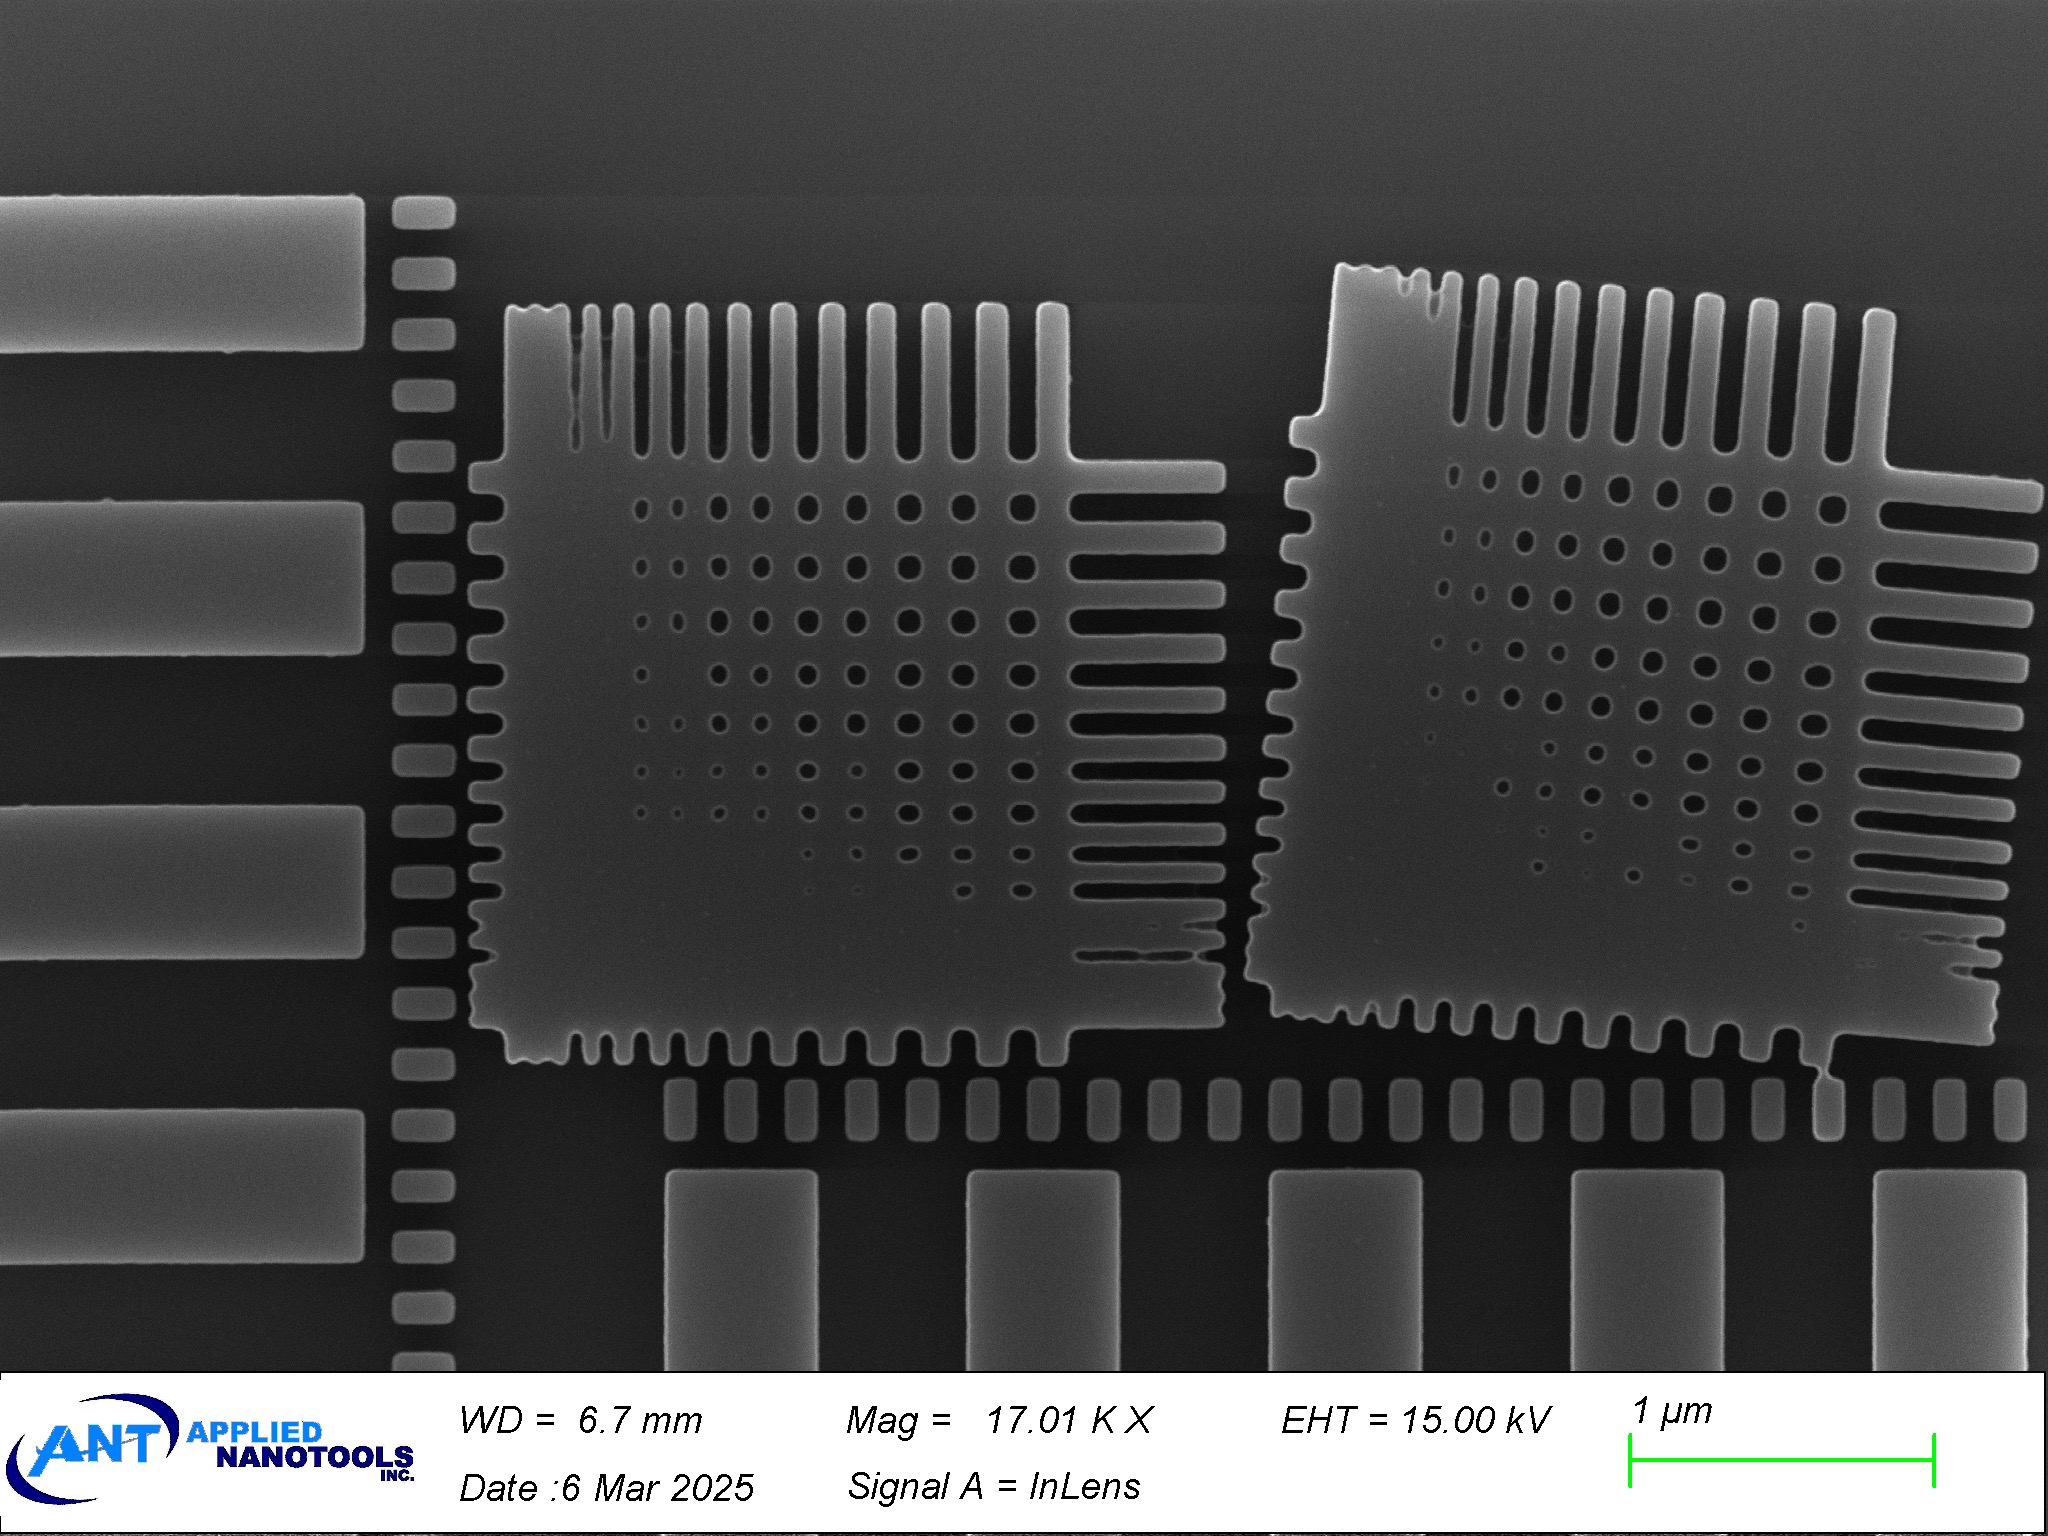 ANT APPLIED
NANOTOOLS
INC.
WD = 6.7 mm Mag = 17.01 K X EHT = 15.00 kV 1 µm
Date :6 Mar 2025 Signal A = InLens